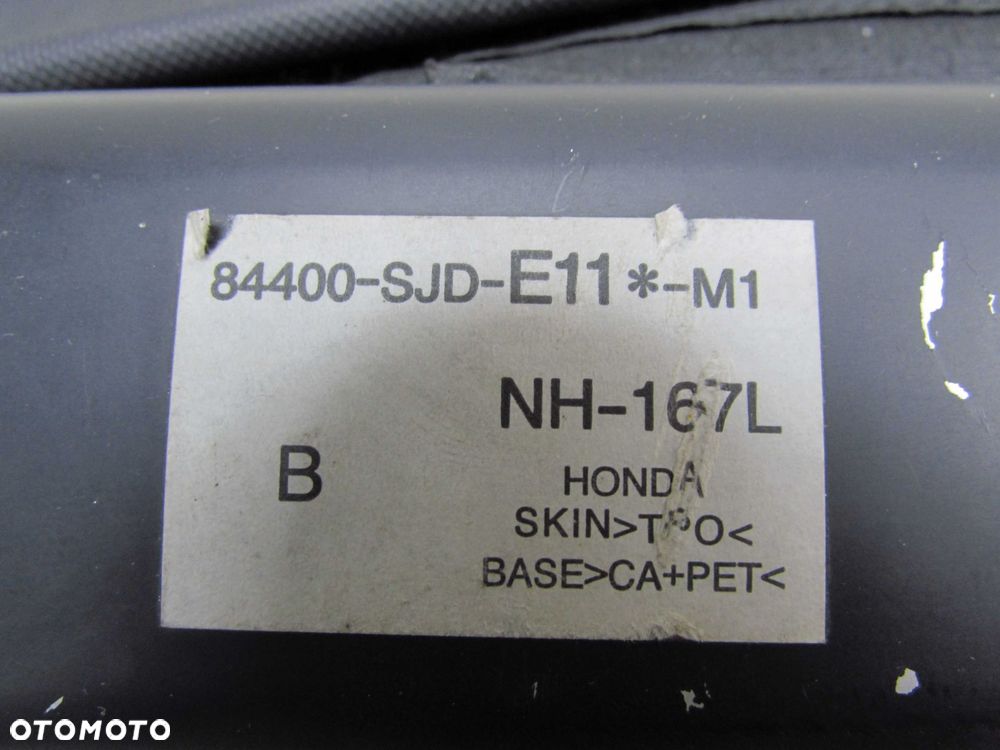 84400-SJD-E11*-M1
NH-167L
B
HONDA
SKIN>TPO<
BASE>CA+PET<
OTOMOTO